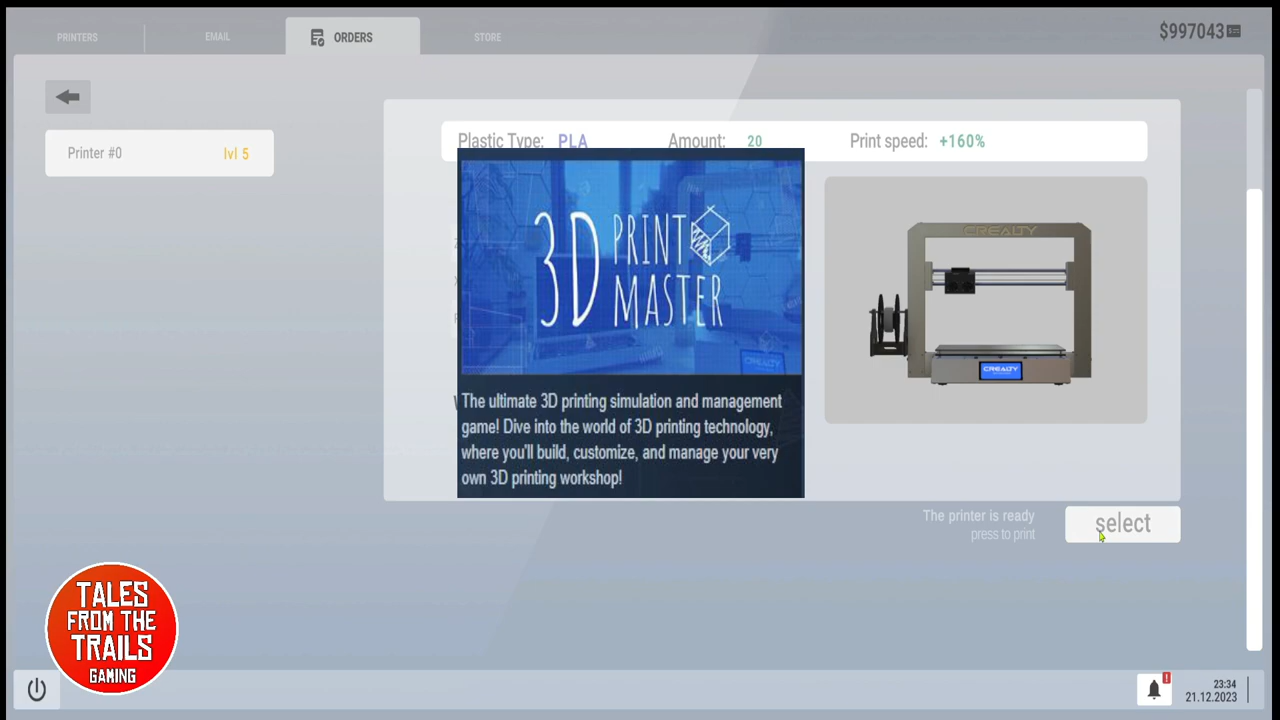 PRINTERS
EMAIL
ORDERS
STORE
$997043
Printer #0 lvl 5
Plastic Type: PLA Amount: 20 Print speed: +160%
3D PRINT MASTER
CREALTY
CREALTY
The ultimate 3D printing simulation and management
game! Dive into the world of 3D printing technology,
where you'll build, customize, and manage your very
own 3D printing workshop!
The printer is ready
press to print
select
TALES
FROM THE
TRAILS
GAMING
23:34
21.12.2023